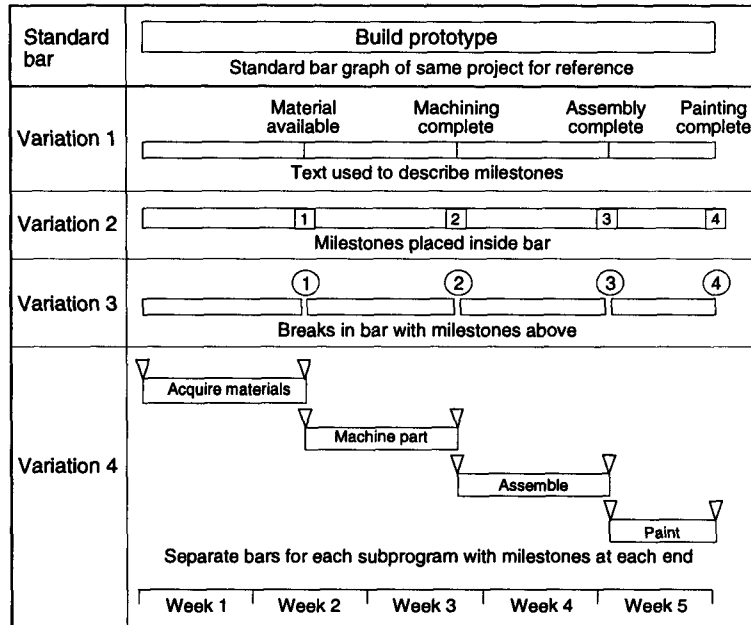 Standard
bar
Build prototype
Standard bar graph of same project for reference
Variation 1
Material
available
Machining
complete
Assembly
complete
Painting
complete
Text used to describe milestones
Variation 2
1
2
3
4
Milestones placed inside bar
Variation 3
1
2
3
4
Breaks in bar with milestones above
Variation 4
Acquire materials
Machine part
Assemble
Paint
Separate bars for each subprogram with milestones at each end
Week 1
Week 2
Week 3
Week 4
Week 5